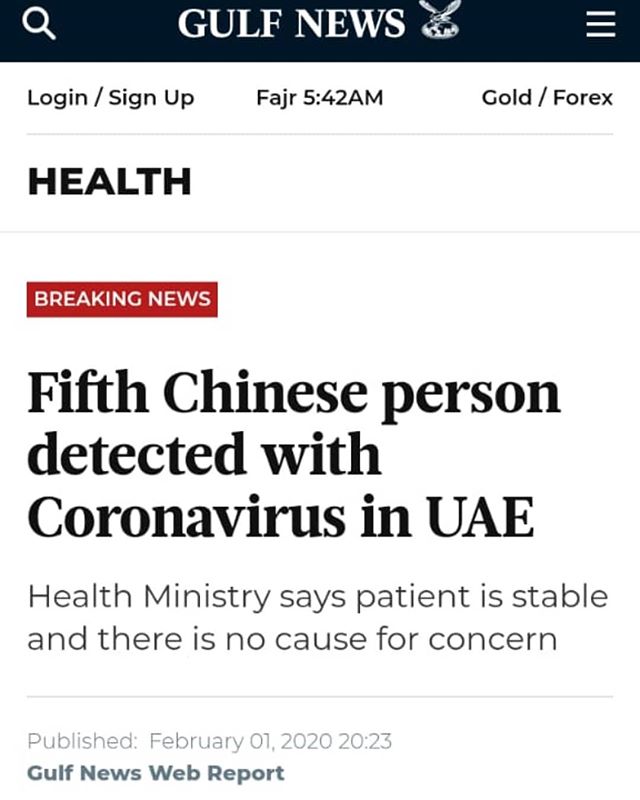 GULF NEWS
Login / Sign Up Fajr 5:42AM Gold / Forex
HEALTH
BREAKING NEWS
Fifth Chinese person
detected with
Coronavirus in UAE
Health Ministry says patient is stable
and there is no cause for concern
Published: February 01, 2020 20:23
Gulf News Web Report